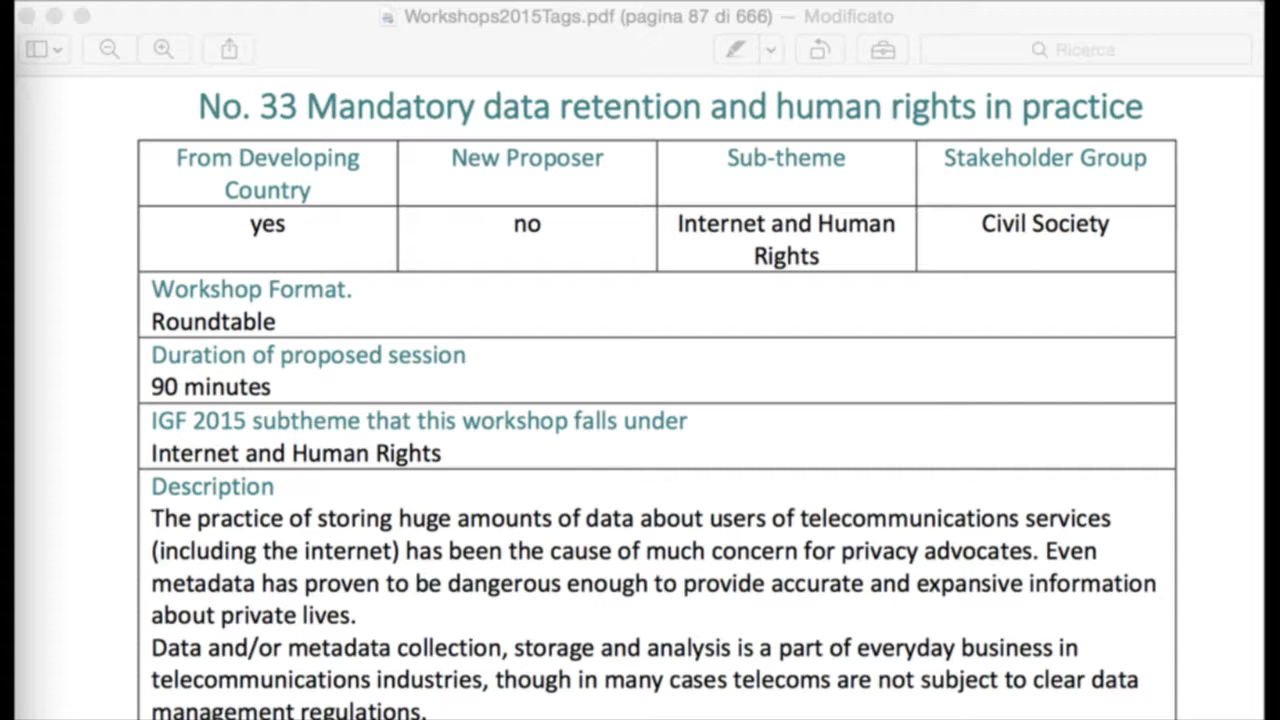 Workshops2015Tags.pdf (pagina 87 di 666) — Modificato
Ricerca
No. 33 Mandatory data retention and human rights in practice
From Developing Country
New Proposer
Sub-theme
Stakeholder Group
yes
no
Internet and Human Rights
Civil Society
Workshop Format.
Roundtable
Duration of proposed session
90 minutes
IGF 2015 subtheme that this workshop falls under
Internet and Human Rights
Description
The practice of storing huge amounts of data about users of telecommunications services
(including the internet) has been the cause of much concern for privacy advocates. Even
metadata has proven to be dangerous enough to provide accurate and expansive information
about private lives.
Data and/or metadata collection, storage and analysis is a part of everyday business in
telecommunications industries, though in many cases telecoms are not subject to clear data
management regulations.